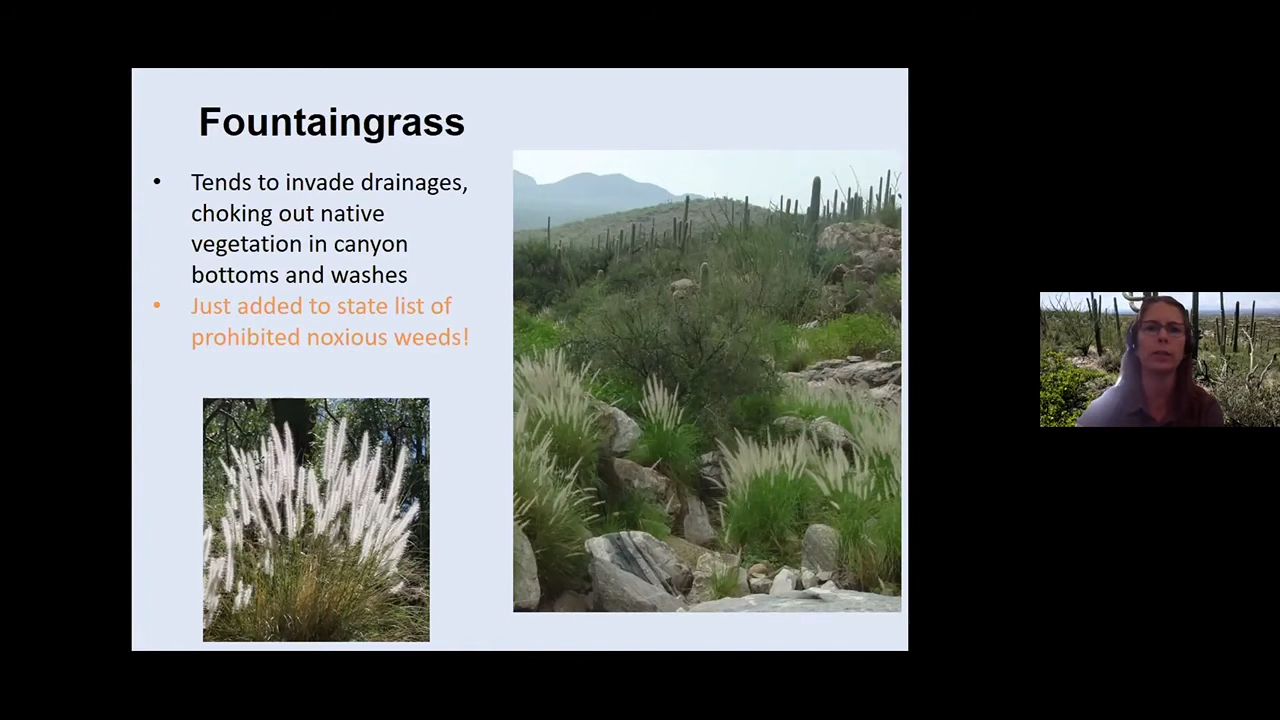 Fountaingrass
• Tends to invade drainages,
choking out native
vegetation in canyon
bottoms and washes
• Just added to state list of
prohibited noxious weeds!